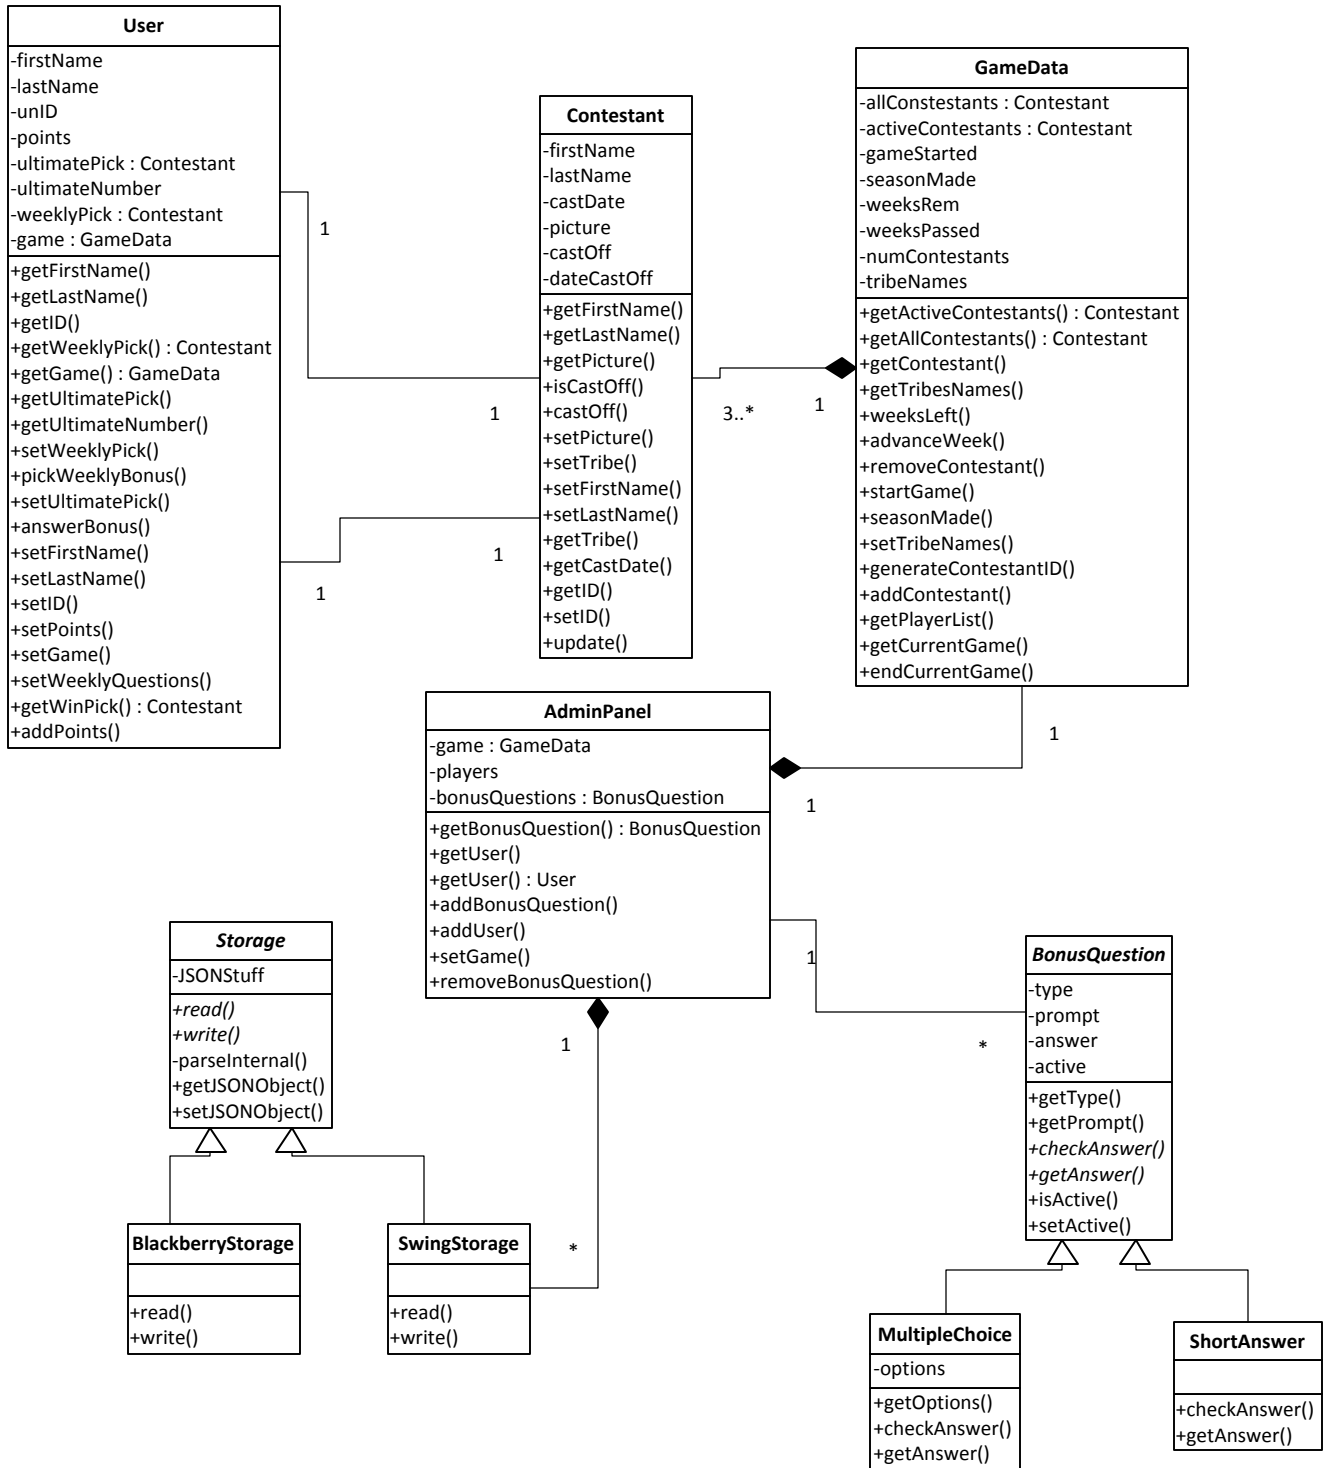 User
-firstName
-lastName
-unID
-points
-ultimatePick : Contestant
-ultimateNumber
-weeklyPick : Contestant
-game : GameData
+getFirstName()
+getLastName()
+getID()
+getWeeklyPick() : Contestant
+getGame() : GameData
+getUltimatePick()
+getUltimateNumber()
+setWeeklyPick()
+pickWeeklyBonus()
+setUltimatePick()
+answerBonus()
+setFirstName()
+setLastName()
+setID()
+setPoints()
+setGame()
+setWeeklyQuestions()
+getWinPick() : Contestant
+addPoints()
1
1
1
1
Contestant
-firstName
-lastName
-castDate
-picture
-castOff
-dateCastOff
+getFirstName()
+getLastName()
+getPicture()
+isCastOff()
+castOff()
+setPicture()
+setTribe()
+setFirstName()
+setLastName()
+getTribe()
+getCastDate()
+getID()
+setID()
+update()
3..*
1
GameData
-allConstestants : Contestant
-activeContestants : Contestant
-gameStarted
-seasonMade
-weeksRem
-weeksPassed
-numContestants
-tribeNames
+getActiveContestants() : Contestant
+getAllContestants() : Contestant
+getContestant()
+getTribesNames()
+weeksLeft()
+advanceWeek()
+removeContestant()
+startGame()
+seasonMade()
+setTribeNames()
+generateContestantID()
+addContestant()
+getPlayerList()
+getCurrentGame()
+endCurrentGame()
1
1
AdminPanel
-game : GameData
-players
-bonusQuestions : BonusQuestion
+getBonusQuestion() : BonusQuestion
+getUser()
+getUser() : User
+addBonusQuestion()
+addUser()
+setGame()
+removeBonusQuestion()
1
*
1
*
Storage
-JSONStuff
+read()
+write()
-parseInternal()
+getJSONObject()
+setJSONObject()
BlackberryStorage
+read()
+write()
SwingStorage
+read()
+write()
BonusQuestion
-type
-prompt
-answer
-active
+getType()
+getPrompt()
+checkAnswer()
+getAnswer()
+isActive()
+setActive()
MultipleChoice
-options
+getOptions()
+checkAnswer()
+getAnswer()
ShortAnswer
+checkAnswer()
+getAnswer()